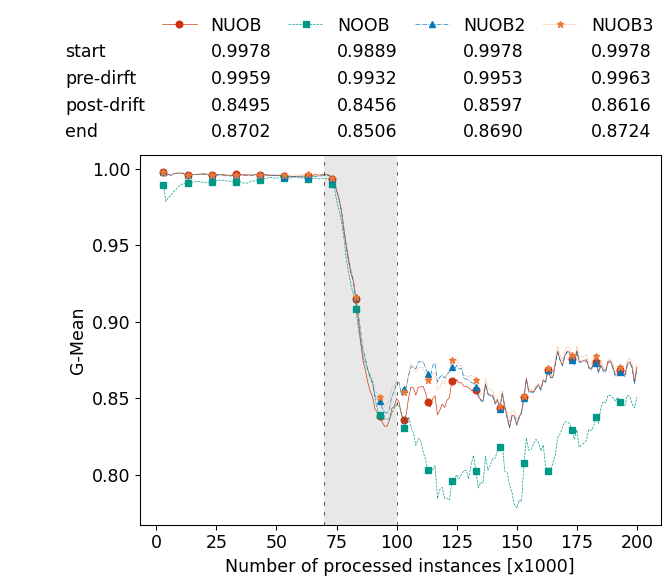 NUOB NOOB NUOB2 NUOB3
start 0.9978 0.9889 0.9978 0.9978
pre-dirft 0.9959 0.9932 0.9953 0.9963
post-drift 0.8495 0.8456 0.8597 0.8616
end 0.8702 0.8506 0.8690 0.8724
1.00
0.95
0.90
0.85
0.80
G-Mean
0 25 50 75 100 125 150 175 200
Number of processed instances [x1000]